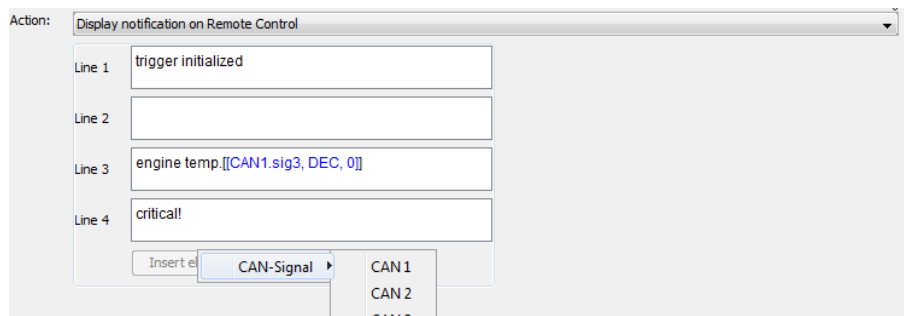 Action: Display notification on Remote Control
Line 1 trigger initialized
Line 2
Line 3 engine temp.[[CAN1.sig3, DEC, 0]]
Line 4 critical!
Insert CAN-Signal CAN 1
CAN 2